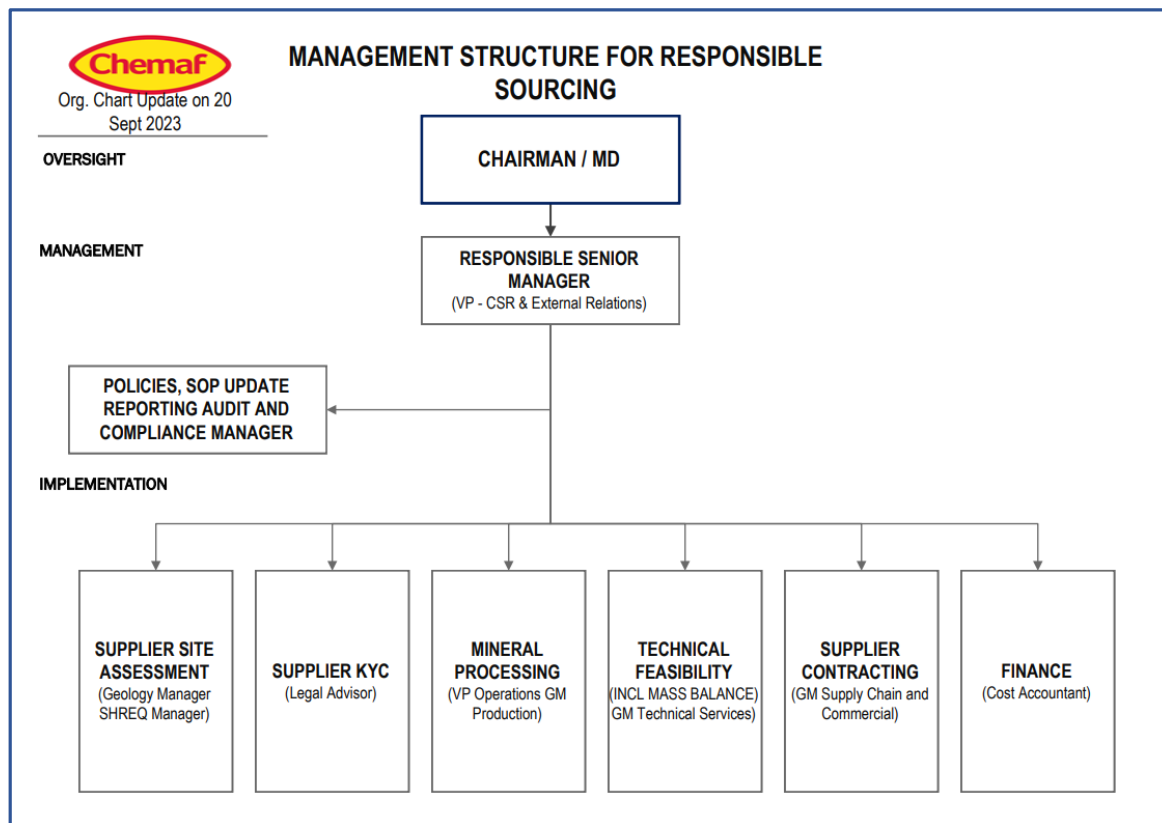 Chemaf
Org. Chart Update on 20
Sept 2023
MANAGEMENT STRUCTURE FOR RESPONSIBLE
SOURCING
OVERSIGHT
CHAIRMAN / MD
MANAGEMENT
RESPONSIBLE SENIOR
MANAGER
(VP - CSR & External Relations)
POLICIES, SOP UPDATE
REPORTING AUDIT AND
COMPLIANCE MANAGER
IMPLEMENTATION
SUPPLIER SITE
ASSESSMENT
(Geology Manager
SHREQ Manager)
SUPPLIER KYC
(Legal Advisor)
MINERAL
PROCESSING
(VP Operations GM
Production)
TECHNICAL
FEASIBILITY
(INCL MASS BALANCE)
GM Technical Services)
SUPPLIER
CONTRACTING
(GM Supply Chain and
Commercial)
FINANCE
(Cost Accountant)